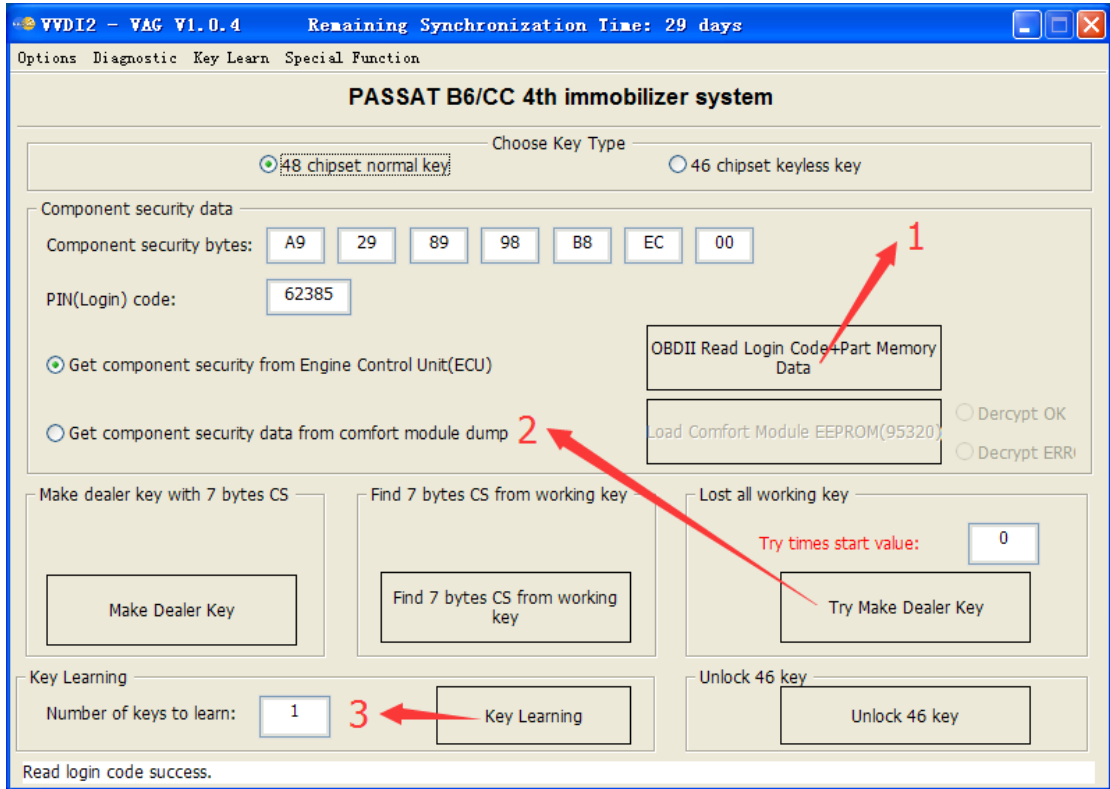 VVDI2 - VAG V1.0.4 Remaining Synchronization Time: 29 days
Options Diagnostic Key Learn Special Function
PASSAT B6/CC 4th immobilizer system
Choose Key Type
48 chipset normal key 46 chipset keyless key
Component security data
Component security bytes: A9 29 89 98 B8 EC 00
1
PIN(Login) code: 62385
Get component security from Engine Control Unit(ECU)
OBDII Read Login Code+Part Memory
Data
Get component security data from comfort module dump 2
Load Comfort Module EEPROM(95320)
Dercypt OK
Decrypt ERR
Make dealer key with 7 bytes CS
Make Dealer Key
Find 7 bytes CS from working key
Find 7 bytes CS from working
key
Lost all working key
Try times start value: 0
Try Make Dealer Key
Key Learning
Number of keys to learn: 1 3 Key Learning
Unlock 46 key
Unlock 46 key
Read login code success.